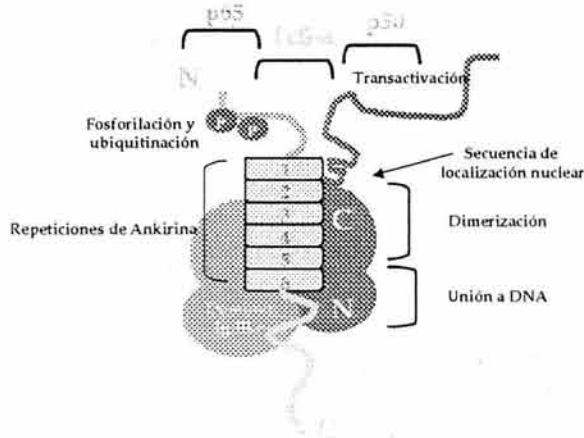 p65
p50
N
Transactivación
Fosforilación y
ubiquitinación
P P
Secuencia de
localización nuclear
1
2
3
4
5
6
Repeticiones de Ankirina
C
Dimerización
N
Unión a DNA